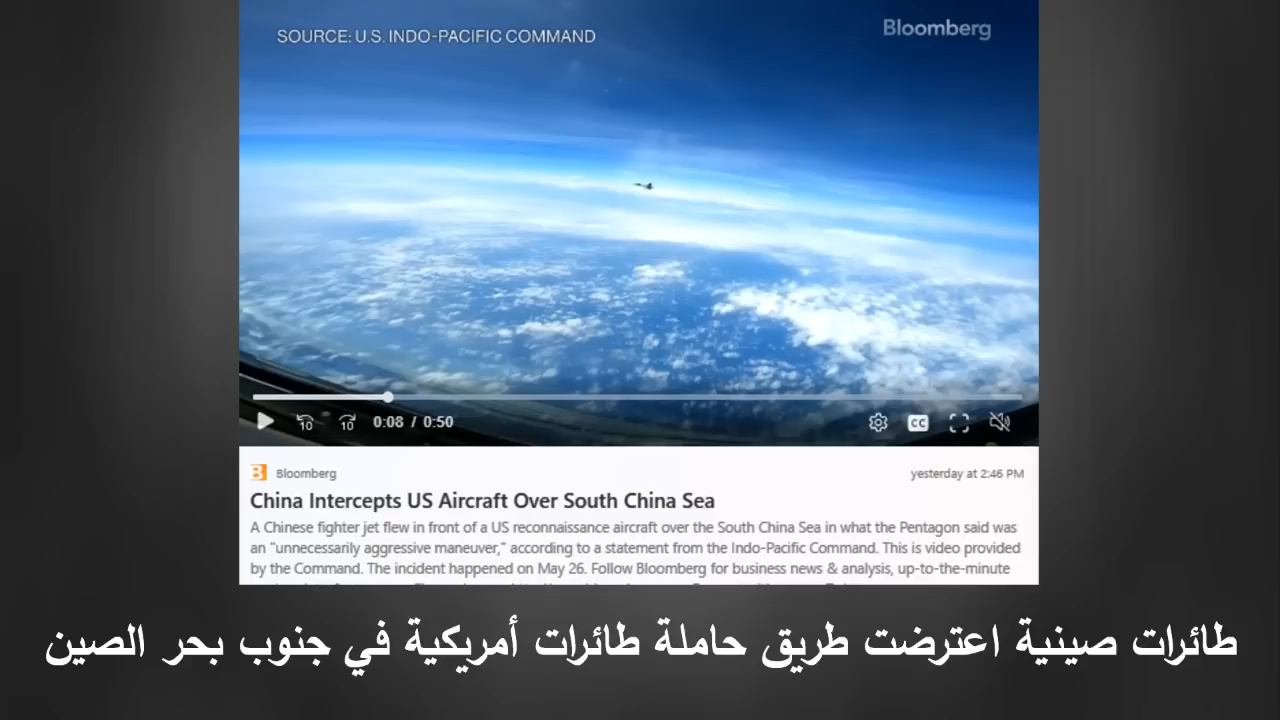 SOURCE: U.S. INDO-PACIFIC COMMAND
Bloomberg
10 10 0:08 / 0:50 CC
B Bloomberg yesterday at 2:46 PM
China Intercepts US Aircraft Over South China Sea
A Chinese fighter jet flew in front of a US reconnaissance aircraft over the South China Sea in what the Pentagon said was
an "unnecessarily aggressive maneuver," according to a statement from the Indo-Pacific Command. This is video provided
by the Command. The incident happened on May 26. Follow Bloomberg for business news & analysis, up-to-the-minute
طائرات صينية اعترضت طريق حاملة طائرات أمريكية في جنوب بحر الصين